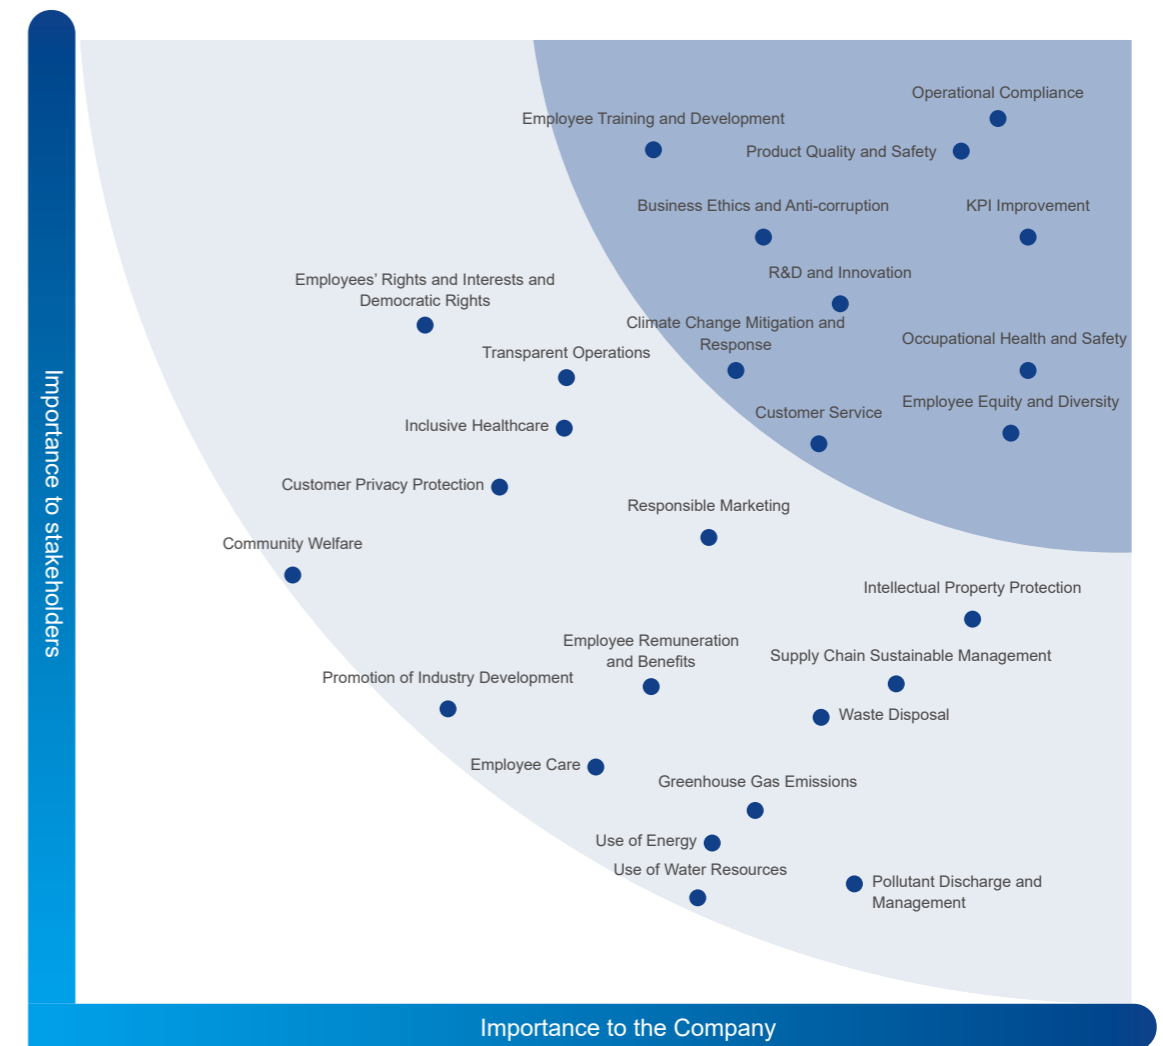 Operational Compliance
Employee Training and Development
Product Quality and Safety
Business Ethics and Anti-corruption
KPI Improvement
R&D and Innovation
Employees’ Rights and Interests and
Democratic Rights
Climate Change Mitigation and
Response
Occupational Health and Safety
Transparent Operations
Employee Equity and Diversity
Customer Service
Inclusive Healthcare
Customer Privacy Protection
Responsible Marketing
Community Welfare
Intellectual Property Protection
Employee Remuneration
and Benefits
Supply Chain Sustainable Management
Promotion of Industry Development
Waste Disposal
Employee Care
Greenhouse Gas Emissions
Use of Energy
Use of Water Resources
Pollutant Discharge and
Management
Importance to stakeholders
Importance to the Company